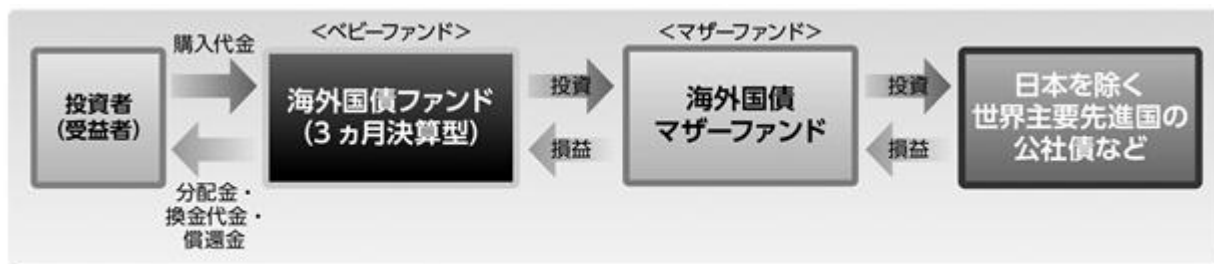 購入代金
<ベビーファンド>
<マザーファンド>
投資者
(受益者)
海外国債ファンド
(3ヵ月決算型)
投資
損益
海外国債
マザーファンド
投資
損益
日本を除く
世界主要先進国の
公社債など
分配金・
換金代金・
償還金